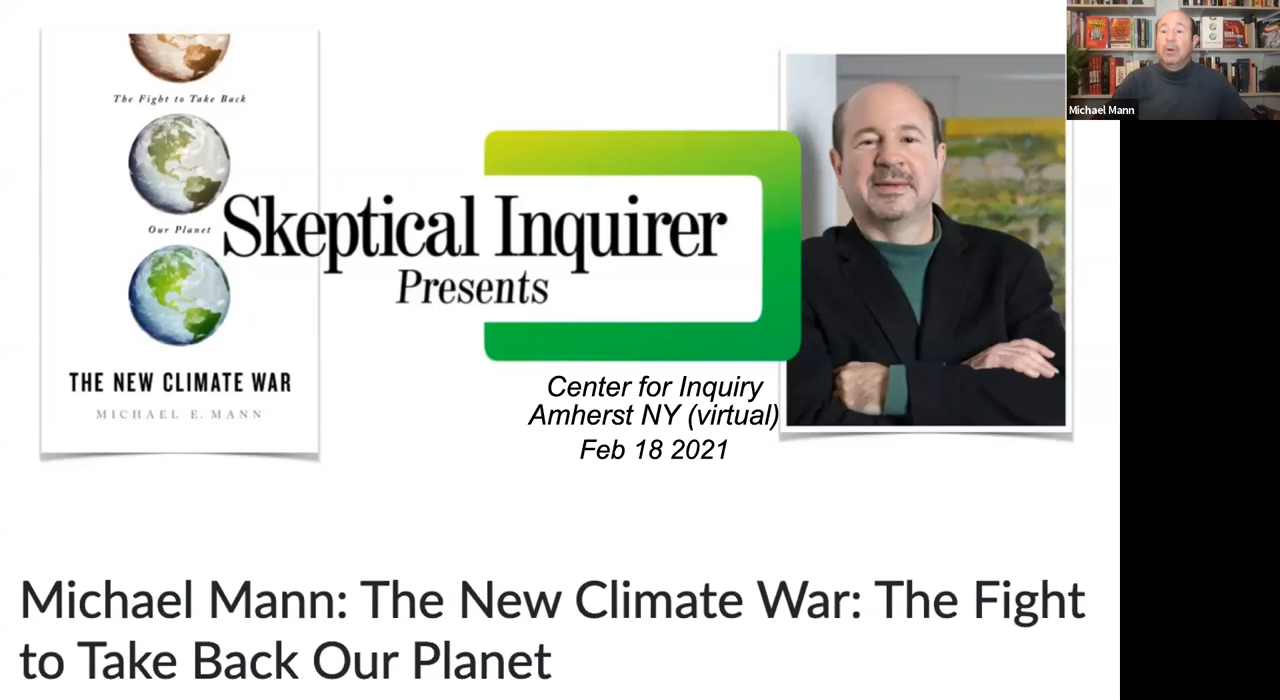 The Fight to Take Back
Our Planet
THE NEW CLIMATE WAR
MICHAEL E. MANN
Skeptical Inquirer
Presents
Center for Inquiry
Amherst NY (virtual)
Feb 18 2021
Michael Mann
Michael Mann: The New Climate War: The Fight
to Take Back Our Planet